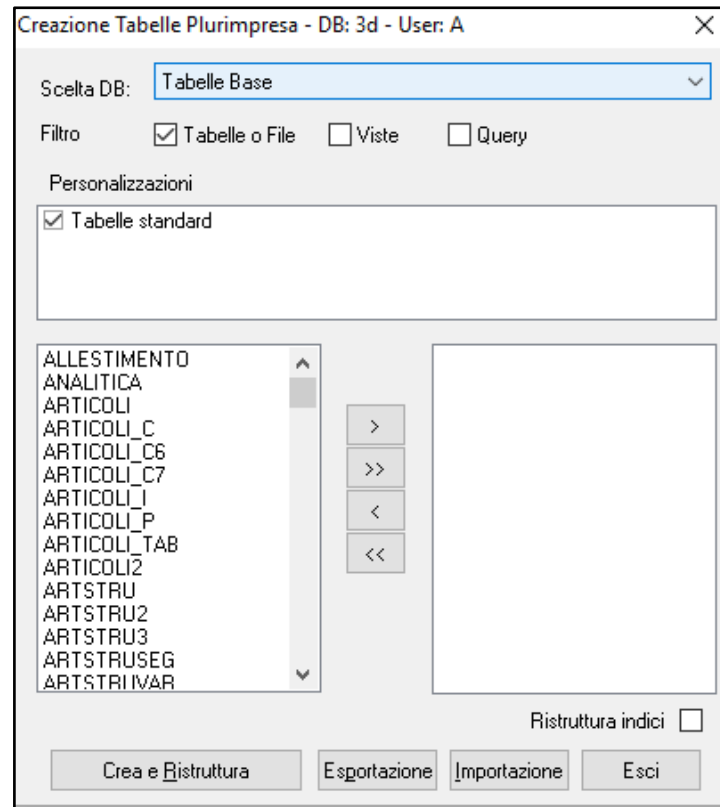 Creazione Tabelle Plurimpresa - DB: 3d - User: A
Scelta DB: Tabelle Base
Filtro Tabelle o File Viste Query
Personalizzazioni
Tabelle standard
ALLESTIMENTO
ANALITICA
ARTICOLI
ARTICOLI_C
ARTICOLI_C6
ARTICOLI_C7
ARTICOLI_I
ARTICOLI_P
ARTICOLI_TAB
ARTICOLI2
ARTSTRU
ARTSTRU2
ARTSTRU3
ARTSTRUSEG
ARTSTRUVAR
>
>>
<
<<
Ristruttura indici
Crea e Ristruttura Esportazione Importazione Esci